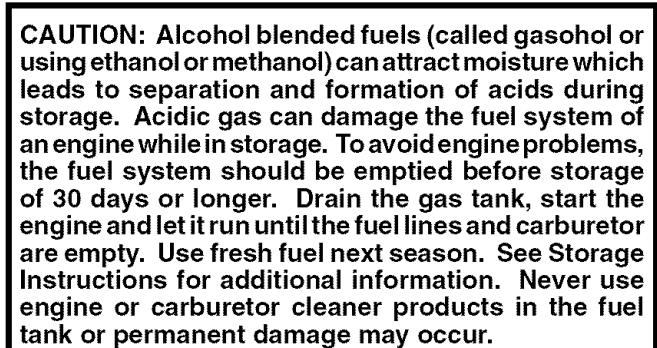 CAUTION: Alcohol blended fuels (called gasohol or
using ethanol or methanol) can attract moisture which
leads to separation and formation of acids during
storage. Acidic gas can damage the fuel system of
an engine while in storage. To avoid engine problems,
the fuel system should be emptied before storage
of 30 days or longer. Drain the gas tank, start the
engine and let it run until the fuel lines and carburetor
are empty. Use fresh fuel next season. See Storage
Instructions for additional information. Never use
engine or carburetor cleaner products in the fuel
tank or permanent damage may occur.